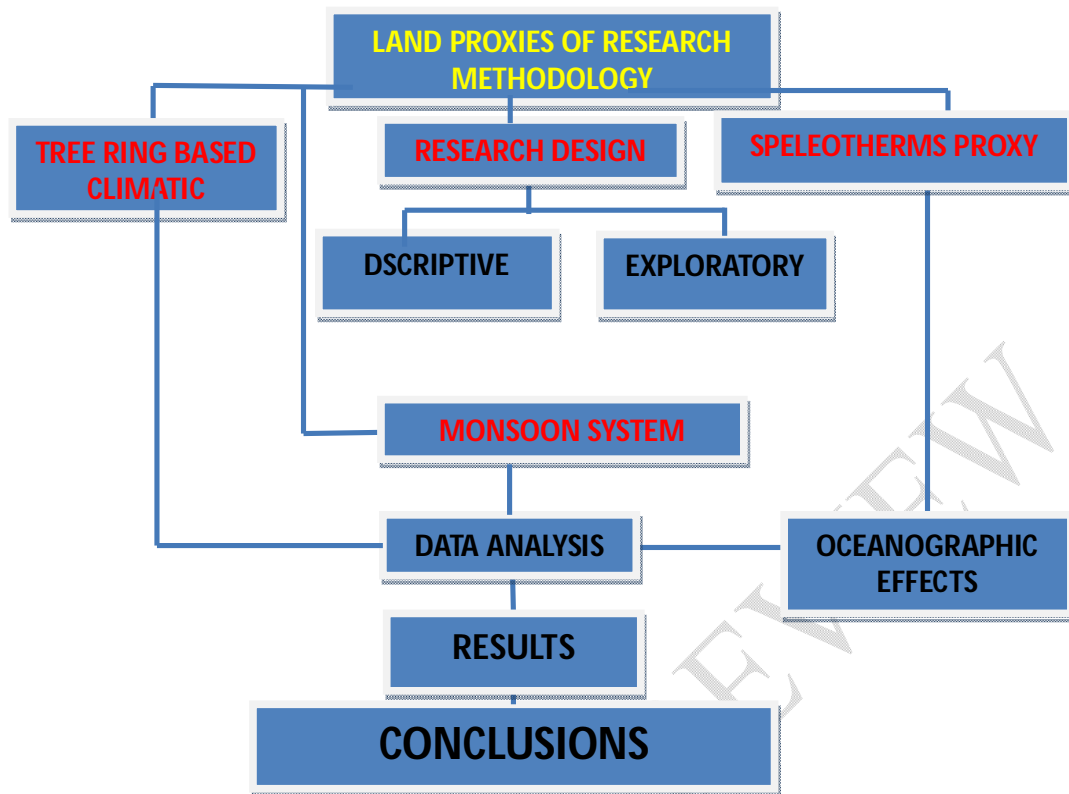 LAND PROXIES OF RESEARCH
METHODOLOGY
TREE RING BASED
CLIMATIC
RESEARCH DESIGN
SPELEOTHERMS PROXY
DSCRIPTIVE
EXPLORATORY
MONSOON SYSTEM
DATA ANALYSIS
OCEANOGRAPHIC
EFFECTS
RESULTS
CONCLUSIONS